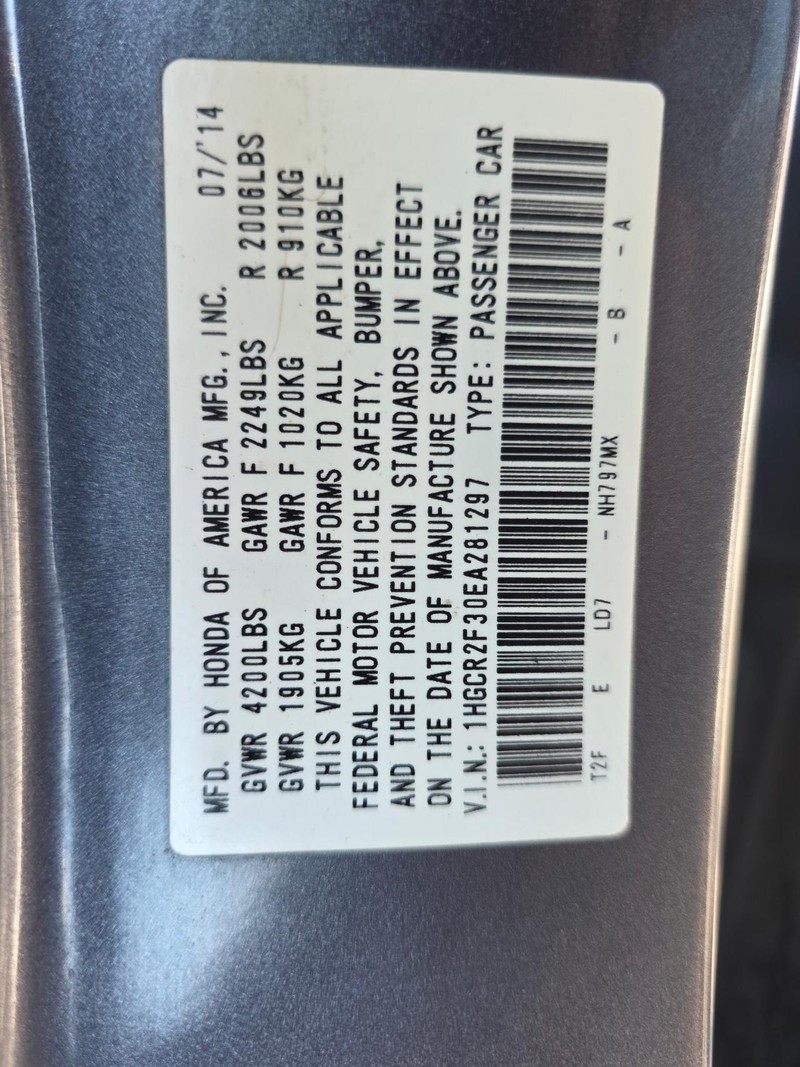 MFD. BY HONDA OF AMERICA MFG., INC. 07/'14
GVWR 4200LBS GAWR F 2249LBS R 2006LBS
GVWR 1905KG GAWR F 1020KG R 910KG
THIS VEHICLE CONFORMS TO ALL APPLICABLE
FEDERAL MOTOR VEHICLE SAFETY, BUMPER,
AND THEFT PREVENTION STANDARDS IN EFFECT
ON THE DATE OF MANUFACTURE SHOWN ABOVE.
V.I.N.: 1HGCR2F30EA281297 TYPE: PASSENGER CAR
T2F E LD7 - NH797MX - B - A